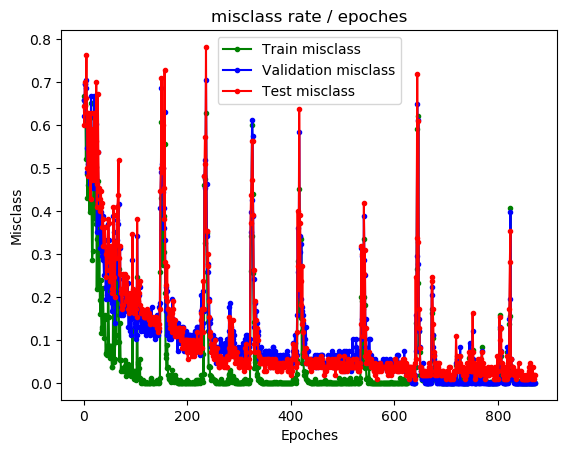 misclass rate / epoches
Train misclass
Validation misclass
Test misclass
0.8
0.7
0.6
0.5
0.4
0.3
0.2
0.1
0.0
Misclass
0
200
400
600
800
Epoches